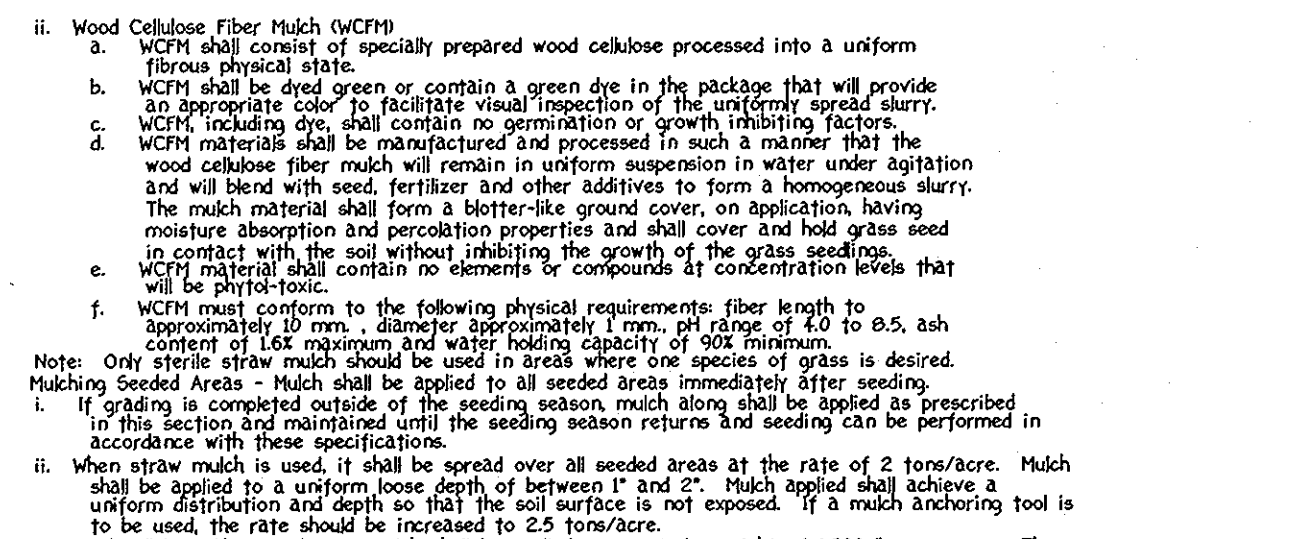 ii. Wood Cellulose Fiber Mulch (WCFM)
a. WCFM shall consist of specially prepared wood cellulose processed into a uniform
fibrous physical state.
b. WCFM shall be dyed green or contain a green dye in the package that will provide
an appropriate color to facilitate visual inspection of the uniformly spread slurry.
c. WCFM, including dye, shall contain no germination or growth inhibiting factors.
d. WCFM materials shall be manufactured and processed in such a manner that the
wood cellulose fiber mulch will remain in uniform suspension in water under agitation
and will blend with seed, fertilizer and other additives to form a homogeneous slurry.
The mulch material shall form a blotter-like ground cover, on application, having
moisture absorption and percolation properties and shall cover and hold grass seed
in contact with the soil without inhibiting the growth of the grass seedings.
e. WCFM material shall contain no elements or compounds at concentration levels that
will be phytol-toxic.
f. WCFM must conform to the following physical requirements: fiber length to
approximately 10 mm. , diameter approximately 1 mm., pH range of 4.0 to 8.5, ash
content of 1.6% maximum and water holding capacity of 90% minimum.
Note: Only sterile straw mulch should be used in areas where one species of grass is desired.
Mulching Seeded Areas - Mulch shall be applied to all seeded areas immediately after seeding.
i. If grading is completed outside of the seeding season, mulch along shall be applied as prescribed
in this section and maintained until the seeding season returns and seeding can be performed in
accordance with these specifications.
ii. When straw mulch is used, it shall be spread over all seeded areas at the rate of 2 tons/acre. Mulch
shall be applied to a uniform loose depth of between 1" and 2". Mulch applied shall achieve a
uniform distribution and depth so that the soil surface is not exposed. If a mulch anchoring tool is
to be used, the rate should be increased to 2.5 tons/acre.